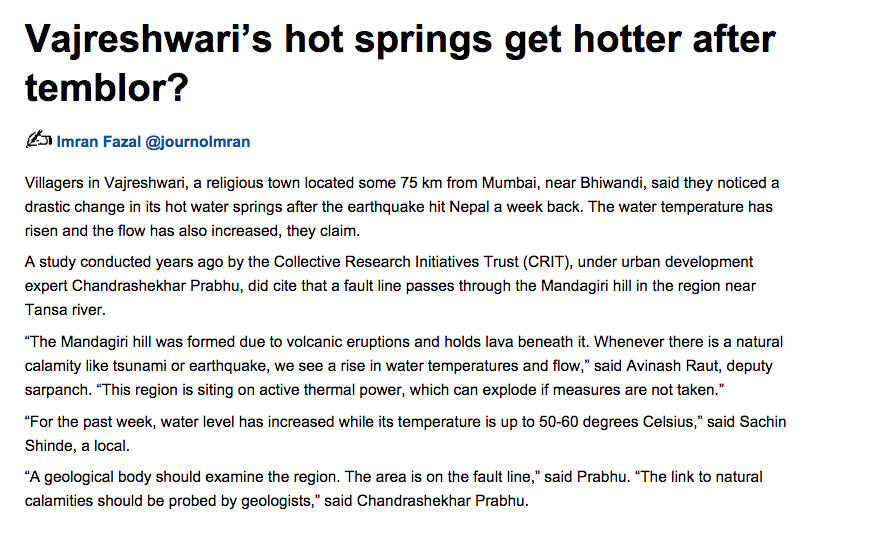 Vajreshwari’s hot springs get hotter after
temblor?
Imran Fazal @journoImran
Villagers in Vajreshwari, a religious town located some 75 km from Mumbai, near Bhiwandi, said they noticed a
drastic change in its hot water springs after the earthquake hit Nepal a week back. The water temperature has
risen and the flow has also increased, they claim.
A study conducted years ago by the Collective Research Initiatives Trust (CRIT), under urban development
expert Chandrashekhar Prabhu, did cite that a fault line passes through the Mandagiri hill in the region near
Tansa river.
“The Mandagiri hill was formed due to volcanic eruptions and holds lava beneath it. Whenever there is a natural
calamity like tsunami or earthquake, we see a rise in water temperatures and flow,” said Avinash Raut, deputy
sarpanch. “This region is siting on active thermal power, which can explode if measures are not taken.”
“For the past week, water level has increased while its temperature is up to 50-60 degrees Celsius,” said Sachin
Shinde, a local.
“A geological body should examine the region. The area is on the fault line,” said Prabhu. “The link to natural
calamities should be probed by geologists,” said Chandrashekhar Prabhu.